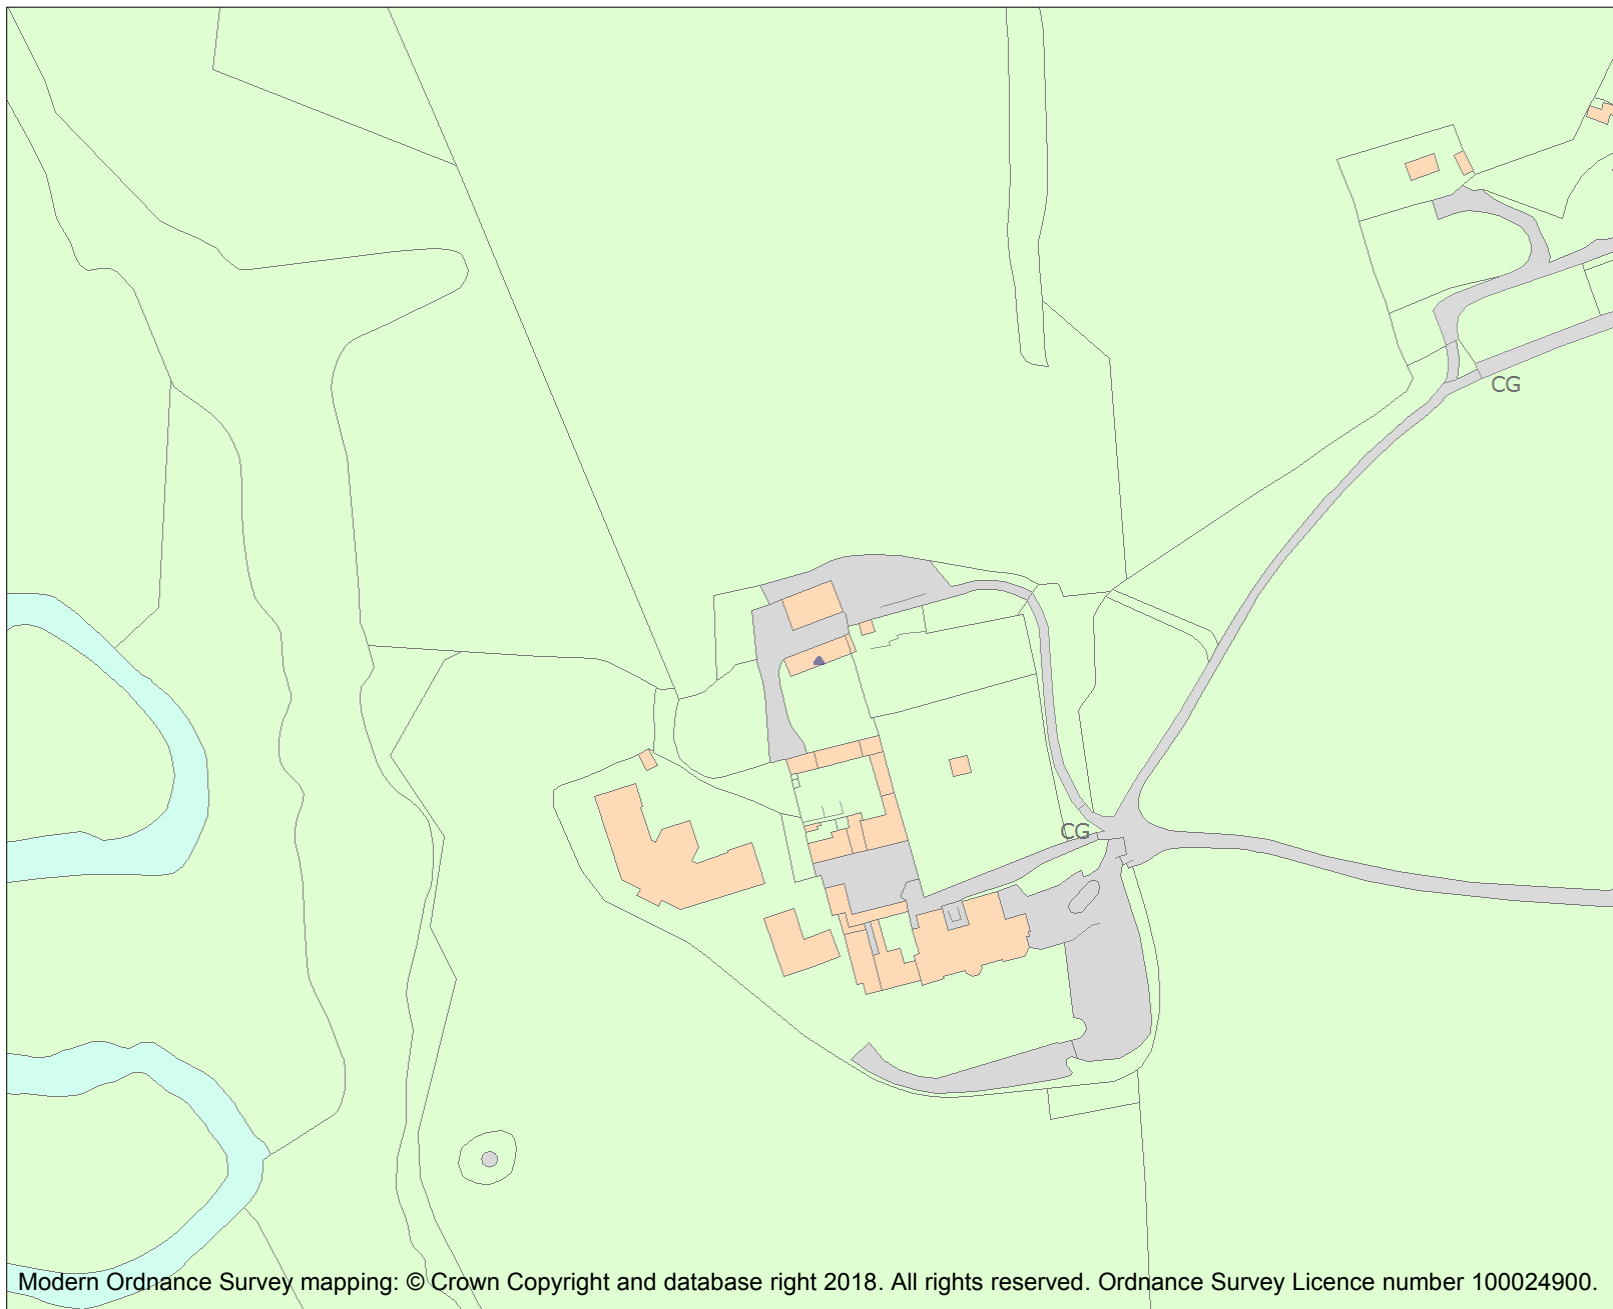 CG
CG
Modern Ordnance Survey mapping: © Crown Copyright and database right 2018. All rights reserved. Ordnance Survey Licence number 100024900.